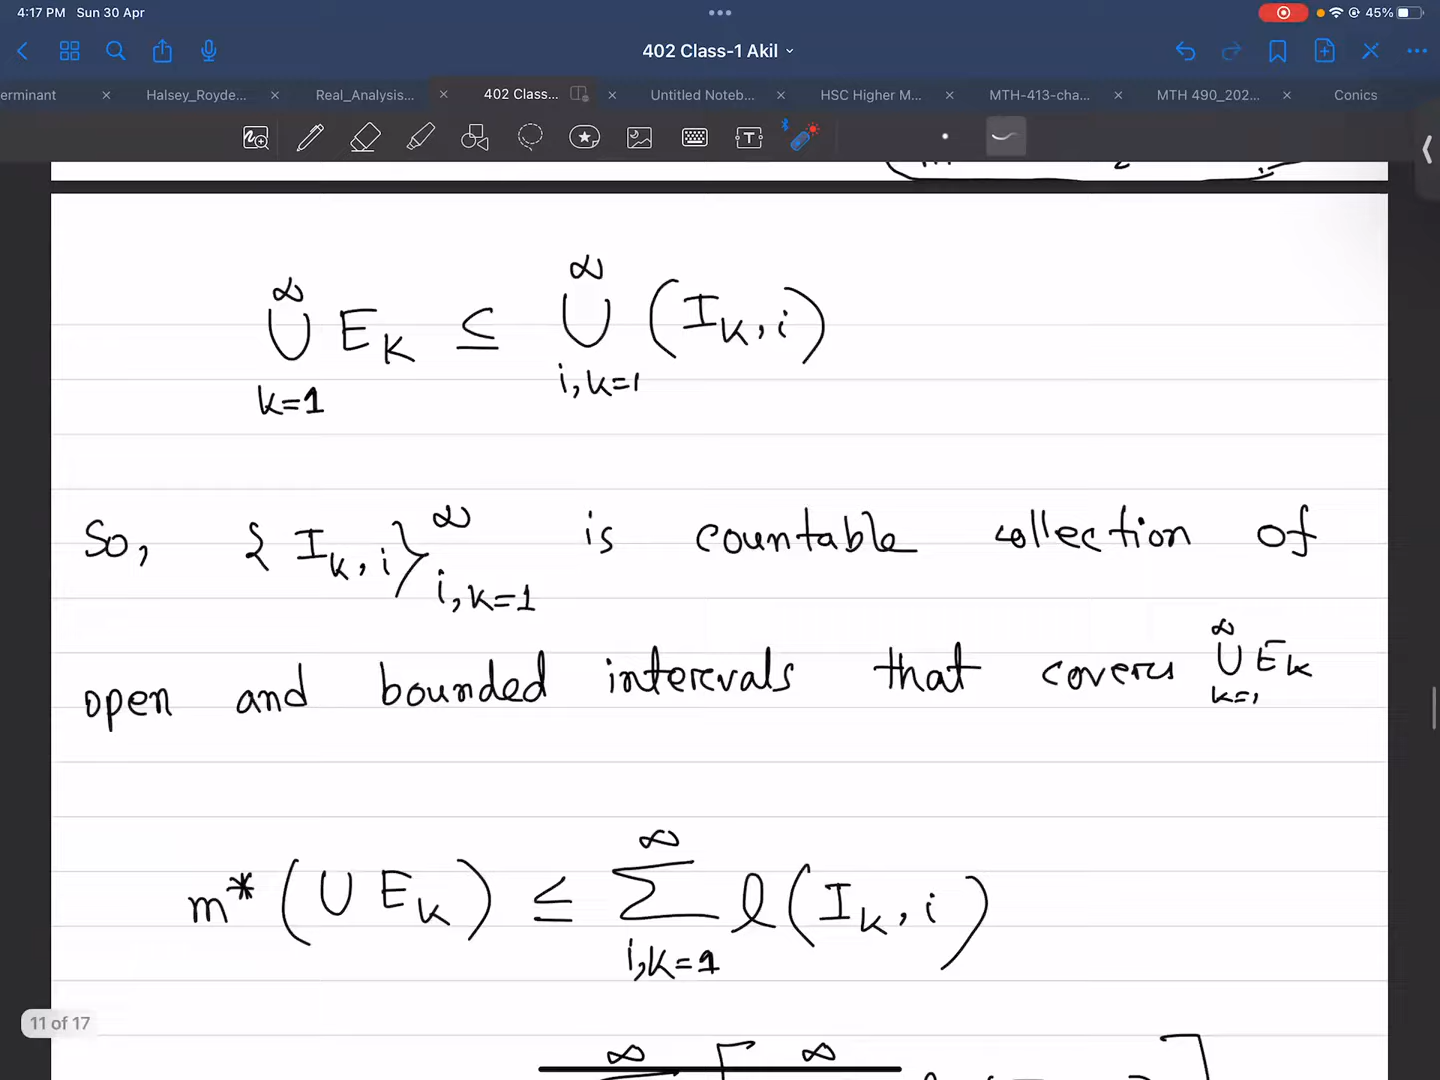 4:17 PM Sun 30 Apr
45%
402 Class-1 Akil
erminant
Halsey_Royde...
Real_Analysis...
402 Class...
Untitled Noteb...
HSC Higher M...
MTH-413-cha...
MTH 490_202...
Conics
∞ ∞
∪ E_K ⊆ ∪ (I_K,i)
k=1 i,k=1
So, { I_K,i }^∞_i,k=1 is countable collection of
open and bounded intervals that covers ∪^∞_k=1 E_K
m* (∪ E_K) ≤ ∑^∞_i,k=1 l(I_K,i)
11 of 17
∞ [ ∞ ]